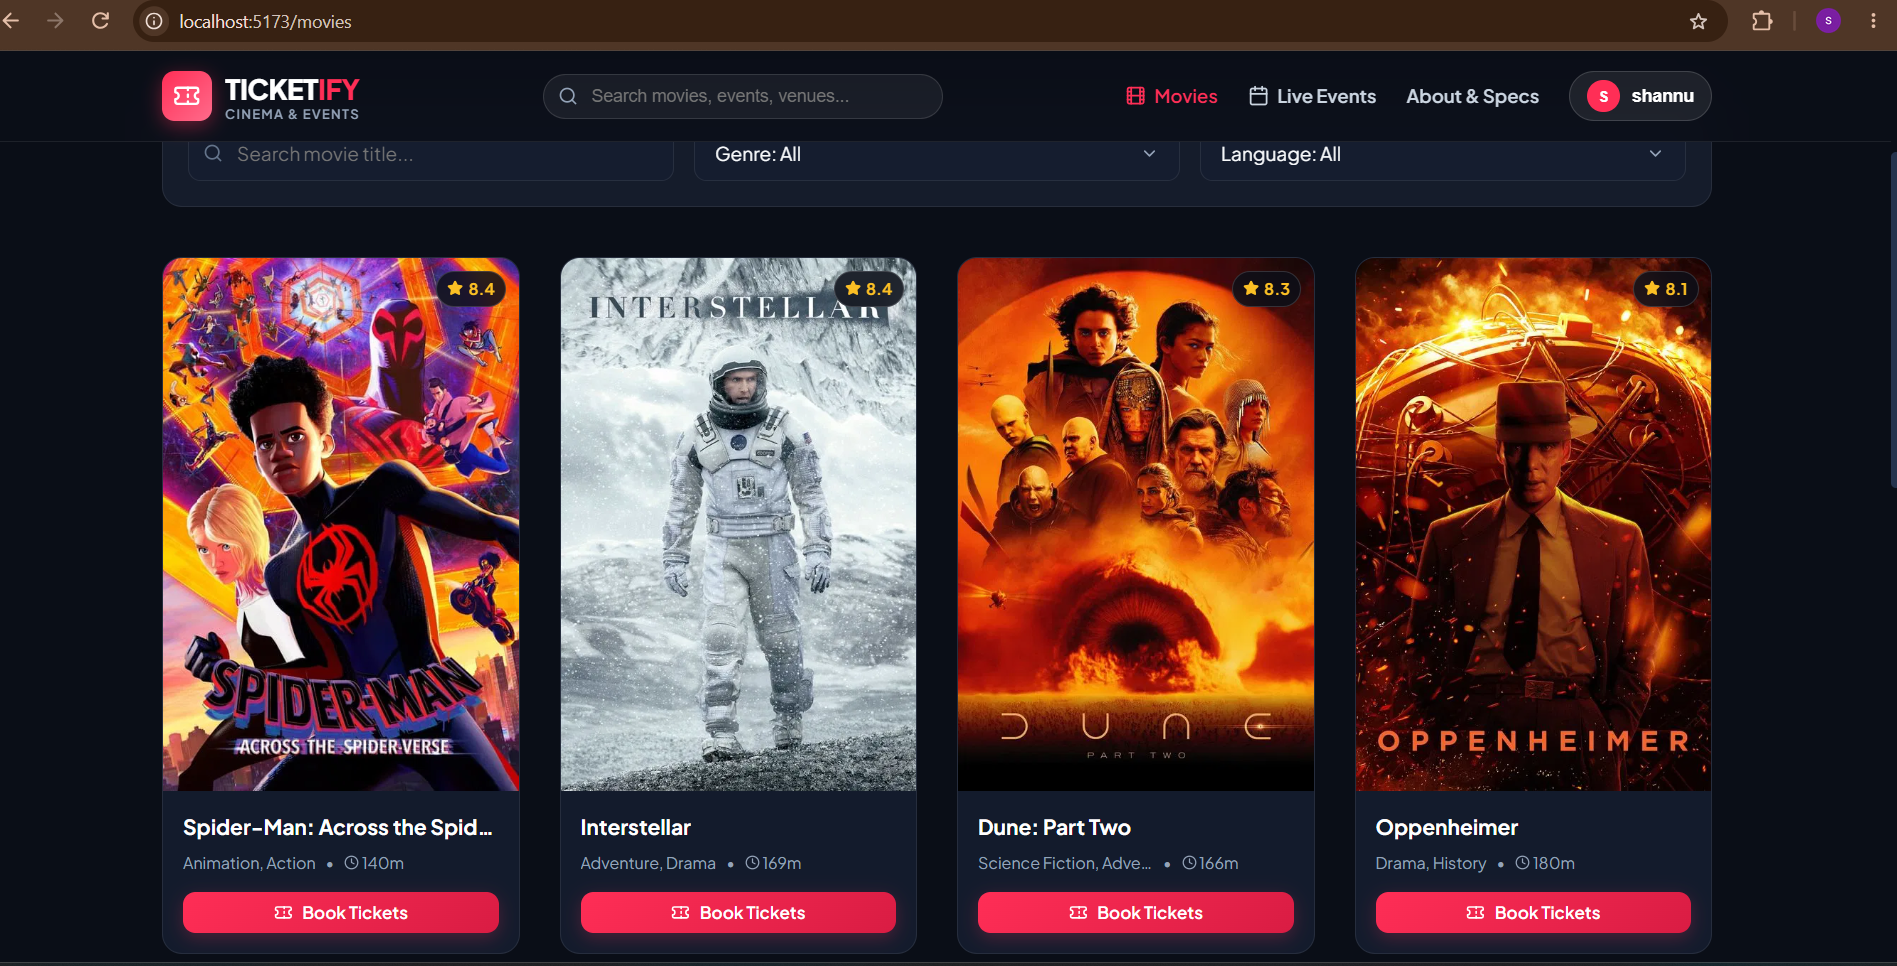 localhost:5173/movies
S
TICKETIFY
CINEMA & EVENTS
Search movies, events, venues...
Movies
Live Events
About & Specs
S
shannu
Search movie title...
Genre: All
Language: All
8.4
SPIDER-MAN
ACROSS THE SPIDER-VERSE
Spider-Man: Across the Spid...
Animation, Action • 140m
Book Tickets
8.4
INTERSTELLAR
Interstellar
Adventure, Drama • 169m
Book Tickets
8.3
DUNE
PART TWO
Dune: Part Two
Science Fiction, Adve... • 166m
Book Tickets
8.1
OPPENHEIMER
Oppenheimer
Drama, History • 180m
Book Tickets